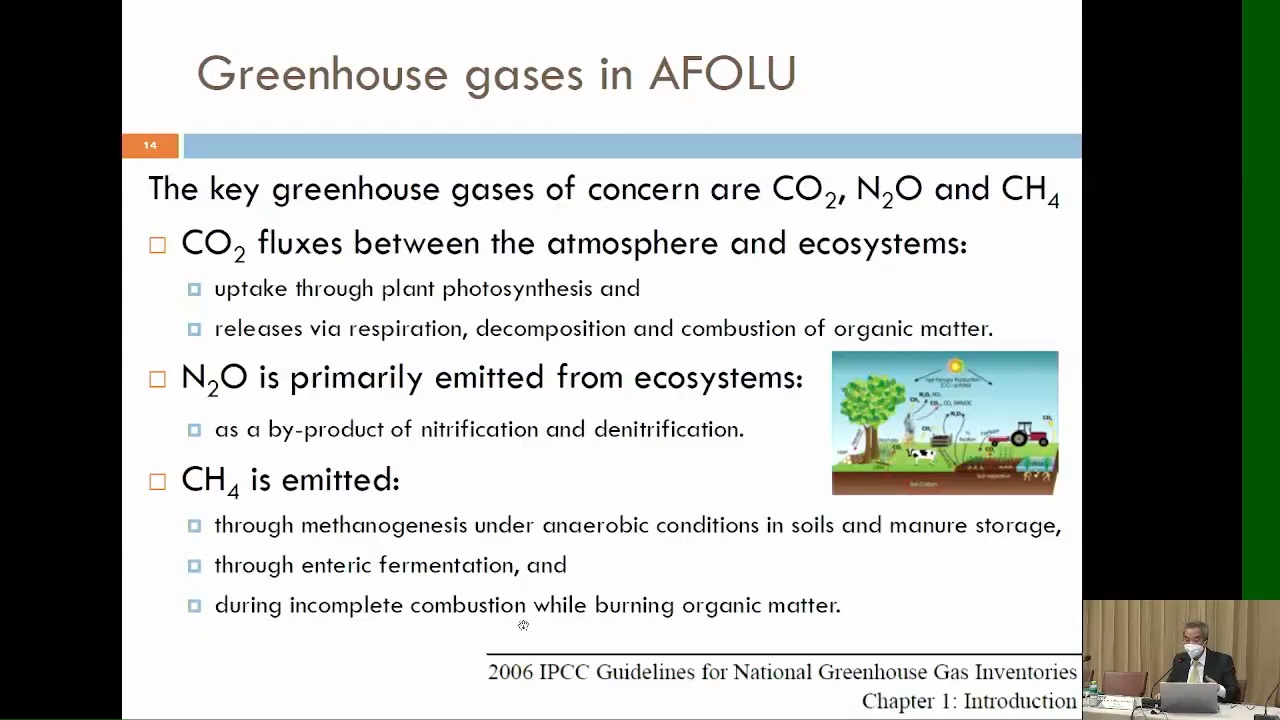 Greenhouse gases in AFOLU
14
The key greenhouse gases of concern are CO₂, N₂O and CH₄
CO₂ fluxes between the atmosphere and ecosystems:
uptake through plant photosynthesis and
releases via respiration, decomposition and combustion of organic matter.
N₂O is primarily emitted from ecosystems:
as a by-product of nitrification and denitrification.
CH₄ is emitted:
through methanogenesis under anaerobic conditions in soils and manure storage,
through enteric fermentation, and
during incomplete combustion while burning organic matter.
2006 IPCC Guidelines for National Greenhouse Gas Inventories
Chapter 1: Introduction